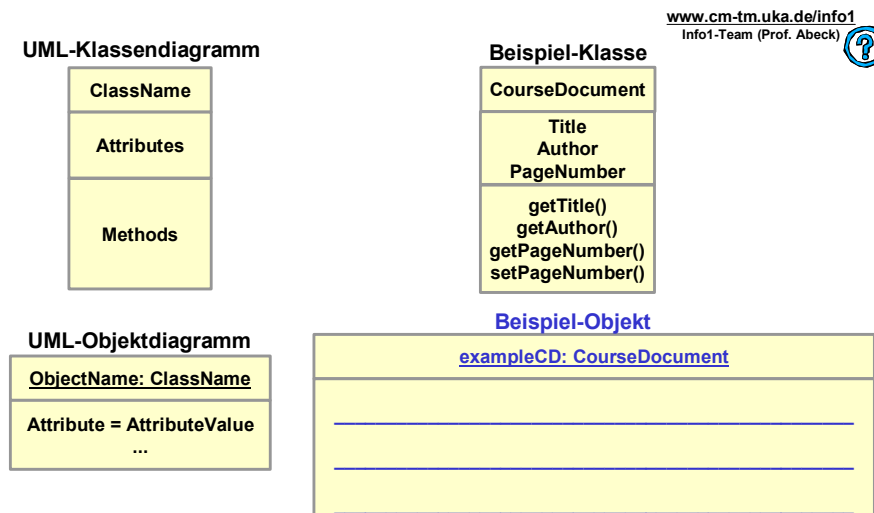 www.cm-tm.uka.de/info1
Info1-Team (Prof. Abeck)
?
UML-Klassendiagramm
ClassName
Attributes
Methods
Beispiel-Klasse
CourseDocument
Title
Author
PageNumber
getTitle()
getAuthor()
getPageNumber()
setPageNumber()
UML-Objektdiagramm
ObjectName: ClassName
Attribute = AttributeValue
...
Beispiel-Objekt
exampleCD: CourseDocument